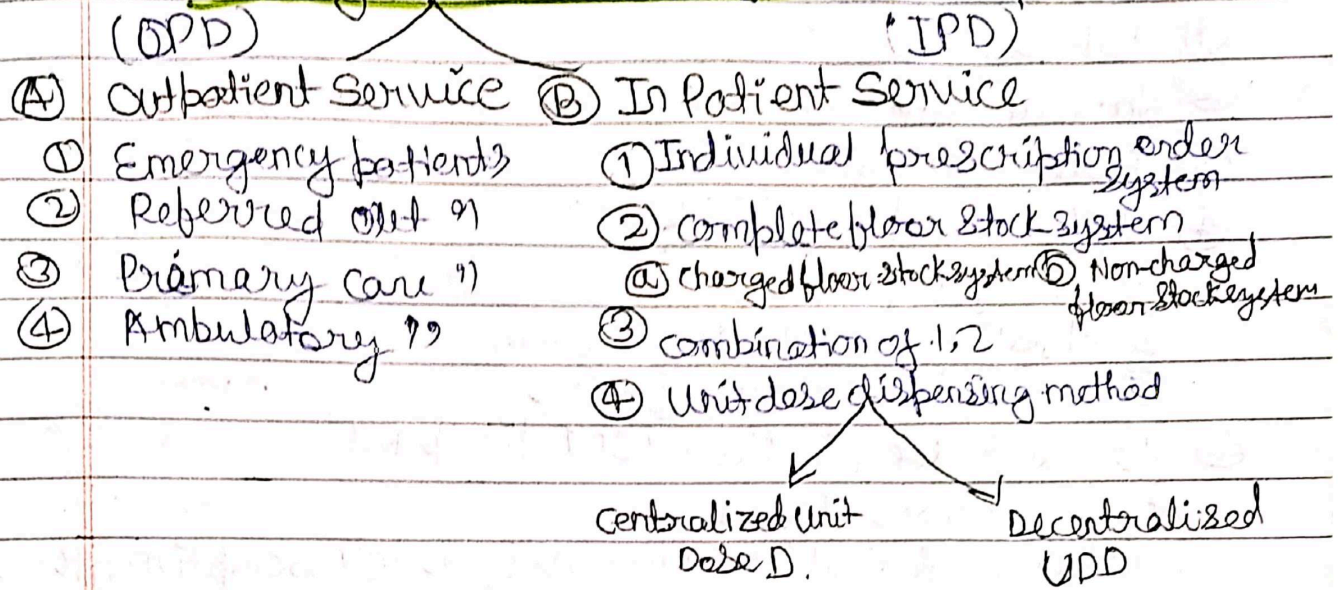 (OPD) (IPD)
Ⓐ Outpatient Service Ⓑ In Patient Service
① Emergency patients ① Individual prescription order
system
② Referred " ② complete floor stock system
③ Primary Care " ⓐ Charged floor stock system ⓑ Non-charged
floor stock system
④ Ambulatory " ③ combination of 1,2
④ Unit dose dispensing method
Centralized Unit Decentralised
Dose D. UDD